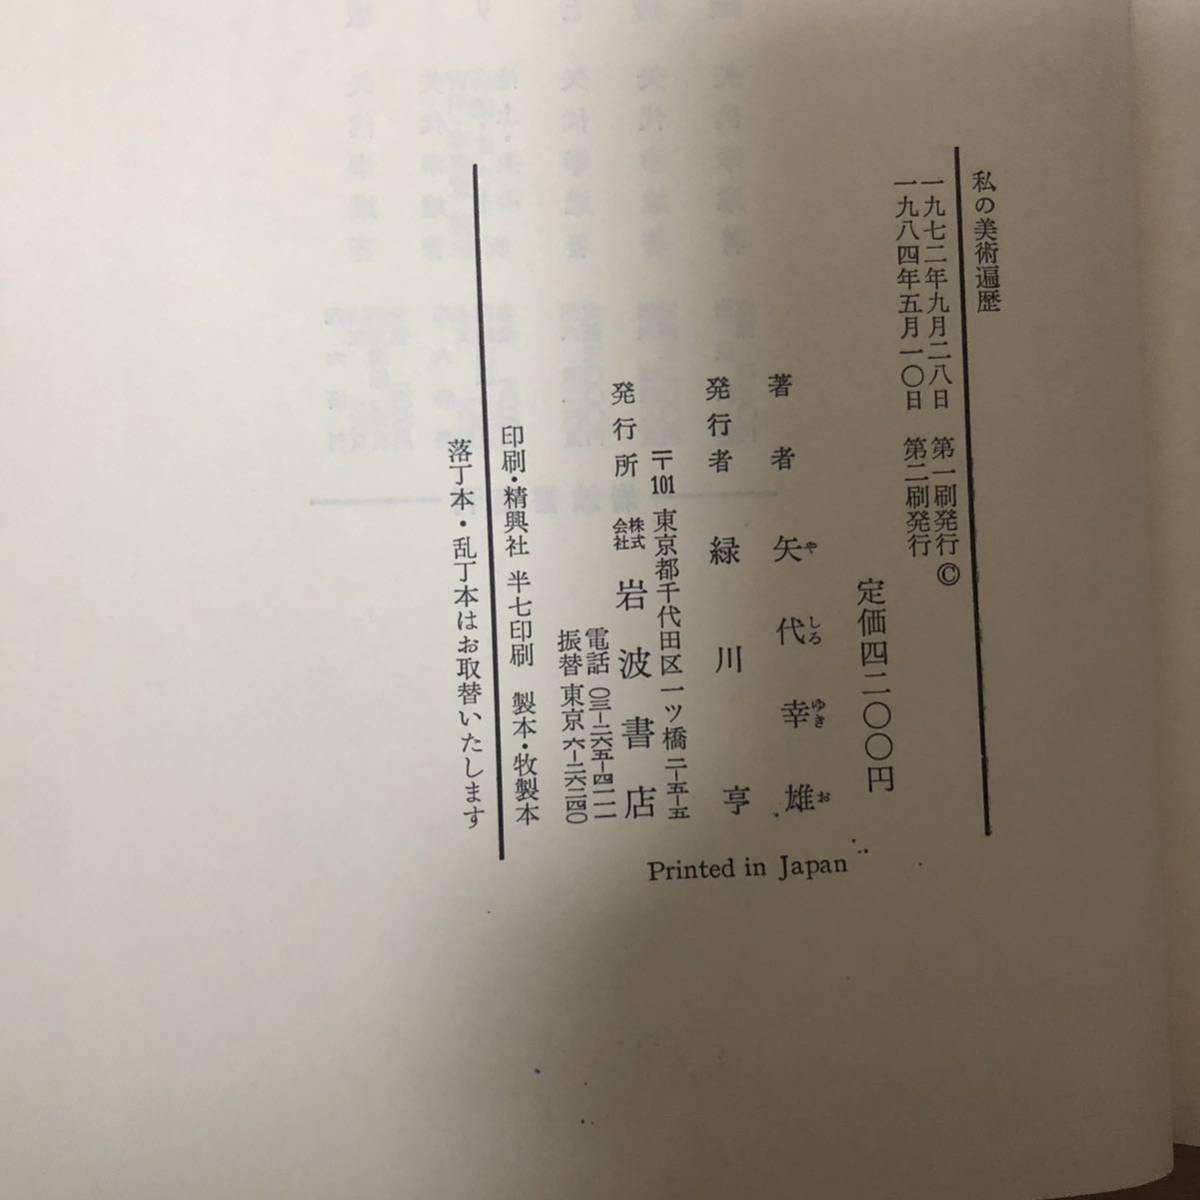 私の美術遍歴
一九七二年九月二八日 第一刷発行 ©
一九八四年五月一〇日 第二刷発行
定価四二〇〇円
著者 矢代幸雄
やしろゆきお
発行者 緑川亨
〒101 東京都千代田区一ツ橋二-五-五
発行所 株式会社 岩波書店
電話 〇三-二六五-四一一一
振替 東京 六-二六二四〇
印刷・精興社 半七印刷 製本・牧製本
落丁本・乱丁本はお取替いたします
Printed in Japan